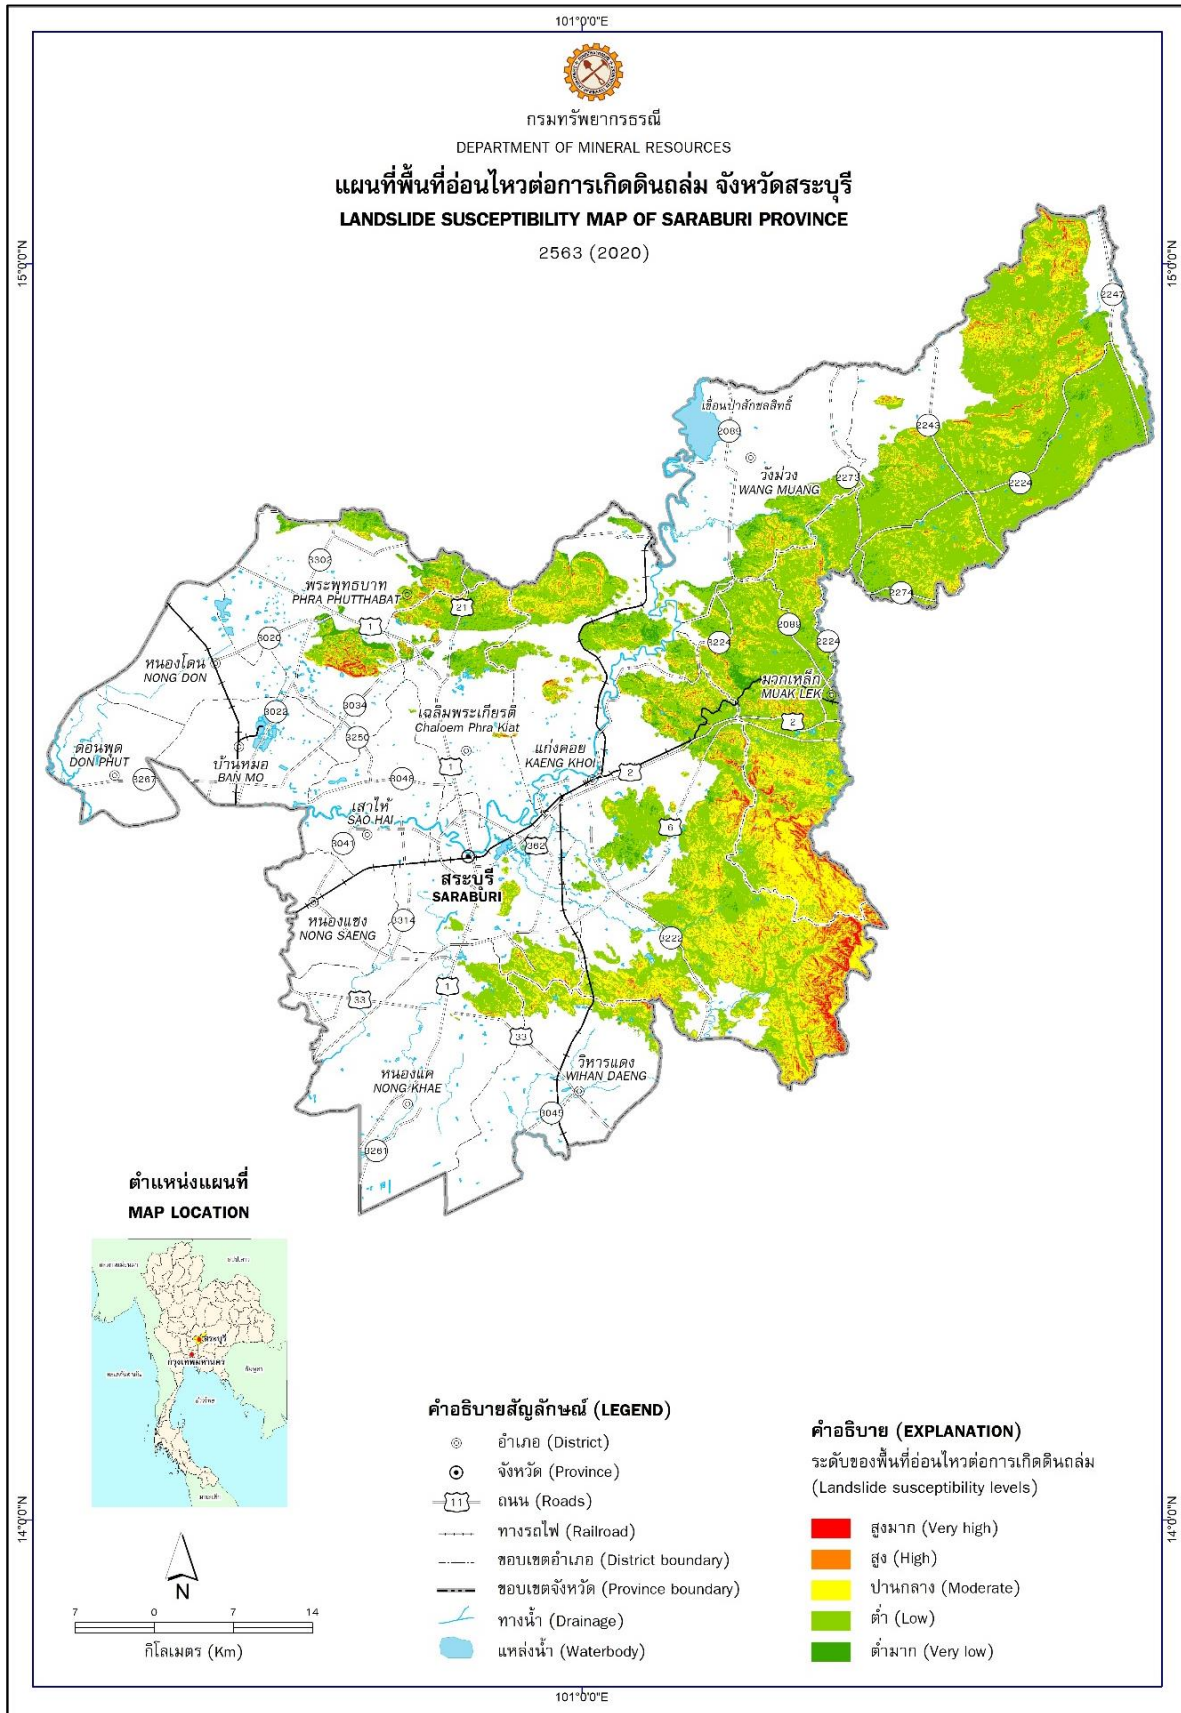 101°0'0"E
กรมทรัพยากรธรณี
DEPARTMENT OF MINERAL RESOURCES
แผนที่พื้นที่อ่อนไหวต่อการเกิดดินถล่ม จังหวัดสระบุรี
LANDSLIDE SUSCEPTIBILITY MAP OF SARABURI PROVINCE
2563 (2020)
15°0'0"N
15°0'0"N
2247
เขื่อนป่าสักชลสิทธิ์
2089
2243
วังม่วง
WANG MUANG
2273
2224
3302
พระพุทธบาท
PHRA PHUTTHABAT
21
2274
1
3020
2089
2224
3224
หนองโดน
NONG DON
มวกเหล็ก
MUAK LEK
3022
3034
เฉลิมพระเกียรติ
Chaloem Phra Kiat
2
3250
ดอนพุด
DON PHUT
บ้านหมอ
BAN MO
แก่งคอย
KAENG KHOI
3267
3048
1
2
เสาไห้
SAO HAI
6
3041
362
สระบุรี
SARABURI
หนองแซง
NONG SAENG
3314
3222
33
1
33
วิหารแดง
WIHAN DAENG
หนองแค
NONG KHAE
3045
3261
ตำแหน่งแผนที่
MAP LOCATION
สระบุรี
กรุงเทพมหานคร
คำอธิบายสัญลักษณ์ (LEGEND)
อำเภอ (District)
จังหวัด (Province)
11 ถนน (Roads)
ทางรถไฟ (Railroad)
ขอบเขตอำเภอ (District boundary)
ขอบเขตจังหวัด (Province boundary)
ทางน้ำ (Drainage)
แหล่งน้ำ (Waterbody)
คำอธิบาย (EXPLANATION)
ระดับของพื้นที่อ่อนไหวต่อการเกิดดินถล่ม
(Landslide susceptibility levels)
สูงมาก (Very high)
สูง (High)
ปานกลาง (Moderate)
ต่ำ (Low)
ต่ำมาก (Very low)
14°0'0"N
14°0'0"N
N
7 0 7 14
กิโลเมตร (Km)
101°0'0"E